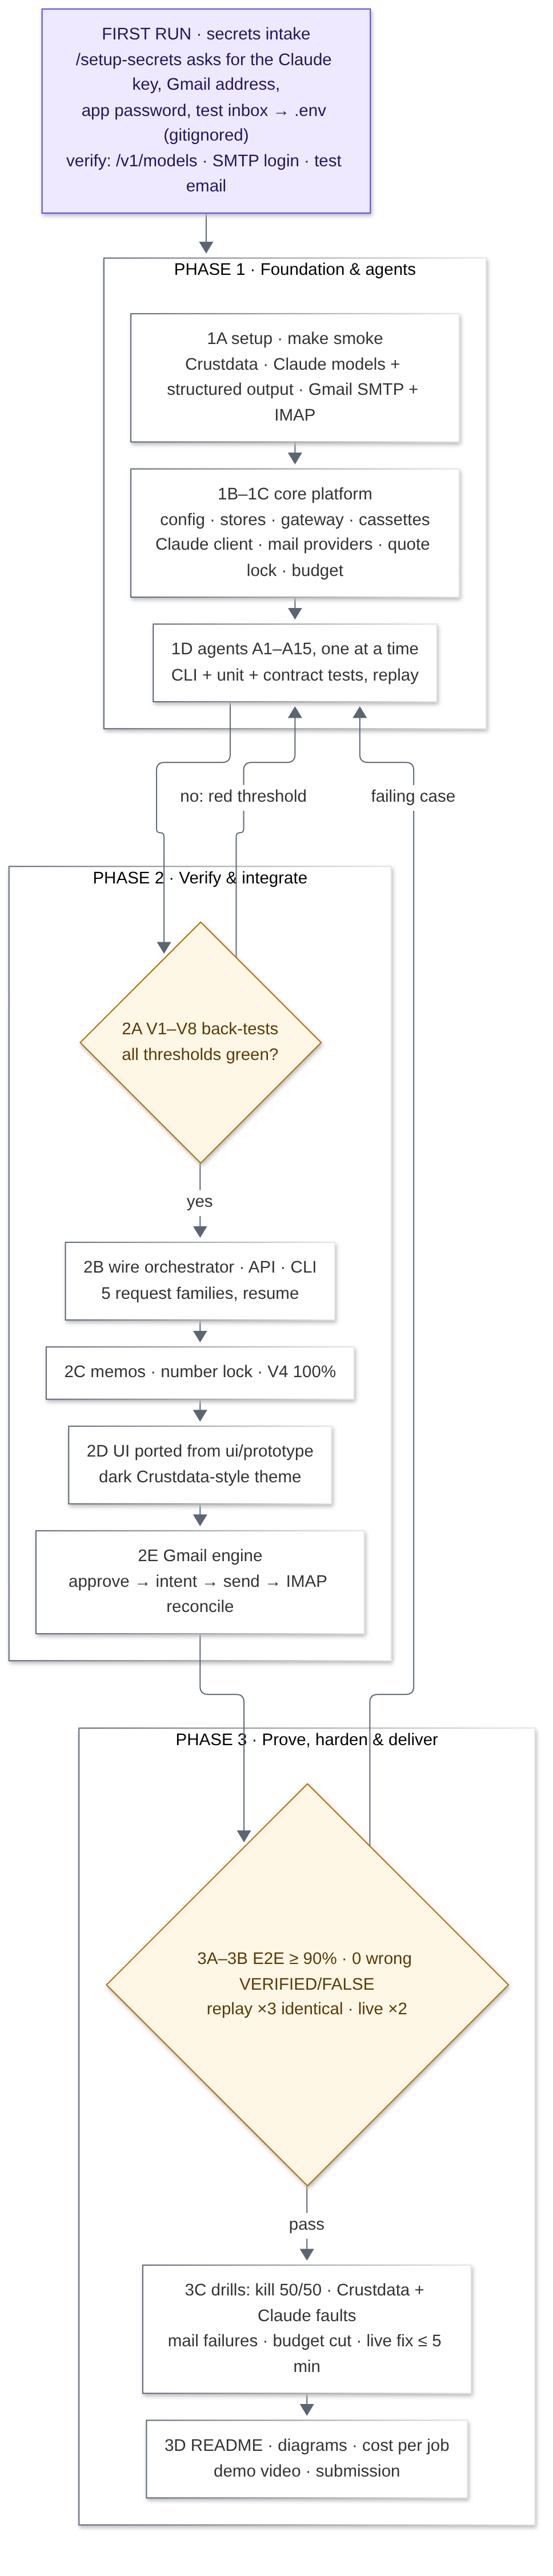 FIRST RUN · secrets intake
/setup-secrets asks for the Claude
key, Gmail address,
app password, test inbox → .env
(gitignored)
verify: /v1/models · SMTP login · test
email
PHASE 1 · Foundation & agents
1A setup · make smoke
Crustdata · Claude models +
structured output · Gmail SMTP +
IMAP
1B–1C core platform
config · stores · gateway · cassettes
Claude client · mail providers · quote
lock · budget
1D agents A1–A15, one at a time
CLI + unit + contract tests, replay
no: red threshold
failing case
PHASE 2 · Verify & integrate
2A V1–V8 back-tests
all thresholds green?
yes
2B wire orchestrator · API · CLI
5 request families, resume
2C memos · number lock · V4 100%
2D UI ported from ui/prototype
dark Crustdata-style theme
2E Gmail engine
approve → intent → send → IMAP
reconcile
PHASE 3 · Prove, harden & deliver
3A–3B E2E ≥ 90% · 0 wrong
VERIFIED/FALSE
replay ×3 identical · live ×2
pass
3C drills: kill 50/50 · Crustdata +
Claude faults
mail failures · budget cut · live fix ≤ 5
min
3D README · diagrams · cost per job
demo video · submission